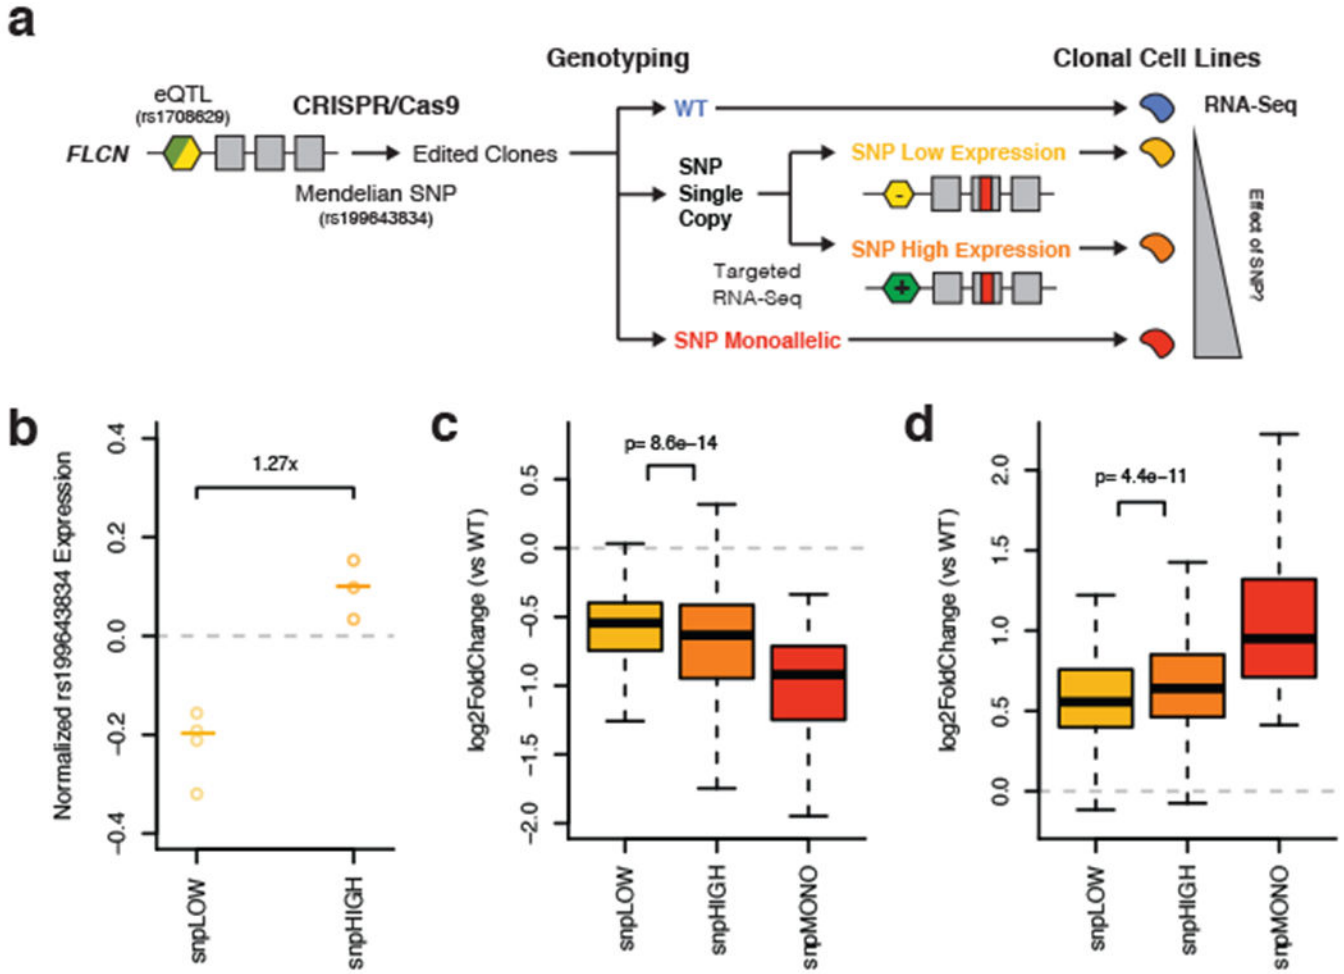 a
Genotyping
Clonal Cell Lines
eQTL
(rs1708629)
CRISPR/Cas9
WT
RNA-Seq
FLCN
Edited Clones
Mendelian SNP
(rs199643834)
SNP
Single
Copy
SNP Low Expression
-
SNP High Expression
+
Targeted
RNA-Seq
SNP Monoallelic
Effect of SNP?
b
Normalized rs199643834 Expression
0.4
0.2
0.0
−0.2
−0.4
1.27x
snpLOW
snpHIGH
c
log2FoldChange (vs WT)
0.5
0.0
−0.5
−1.0
−1.5
−2.0
p= 8.6e−14
snpLOW
snpHIGH
snpMONO
d
log2FoldChange (vs WT)
2.0
1.5
1.0
0.5
0.0
p= 4.4e−11
snpLOW
snpHIGH
snpMONO